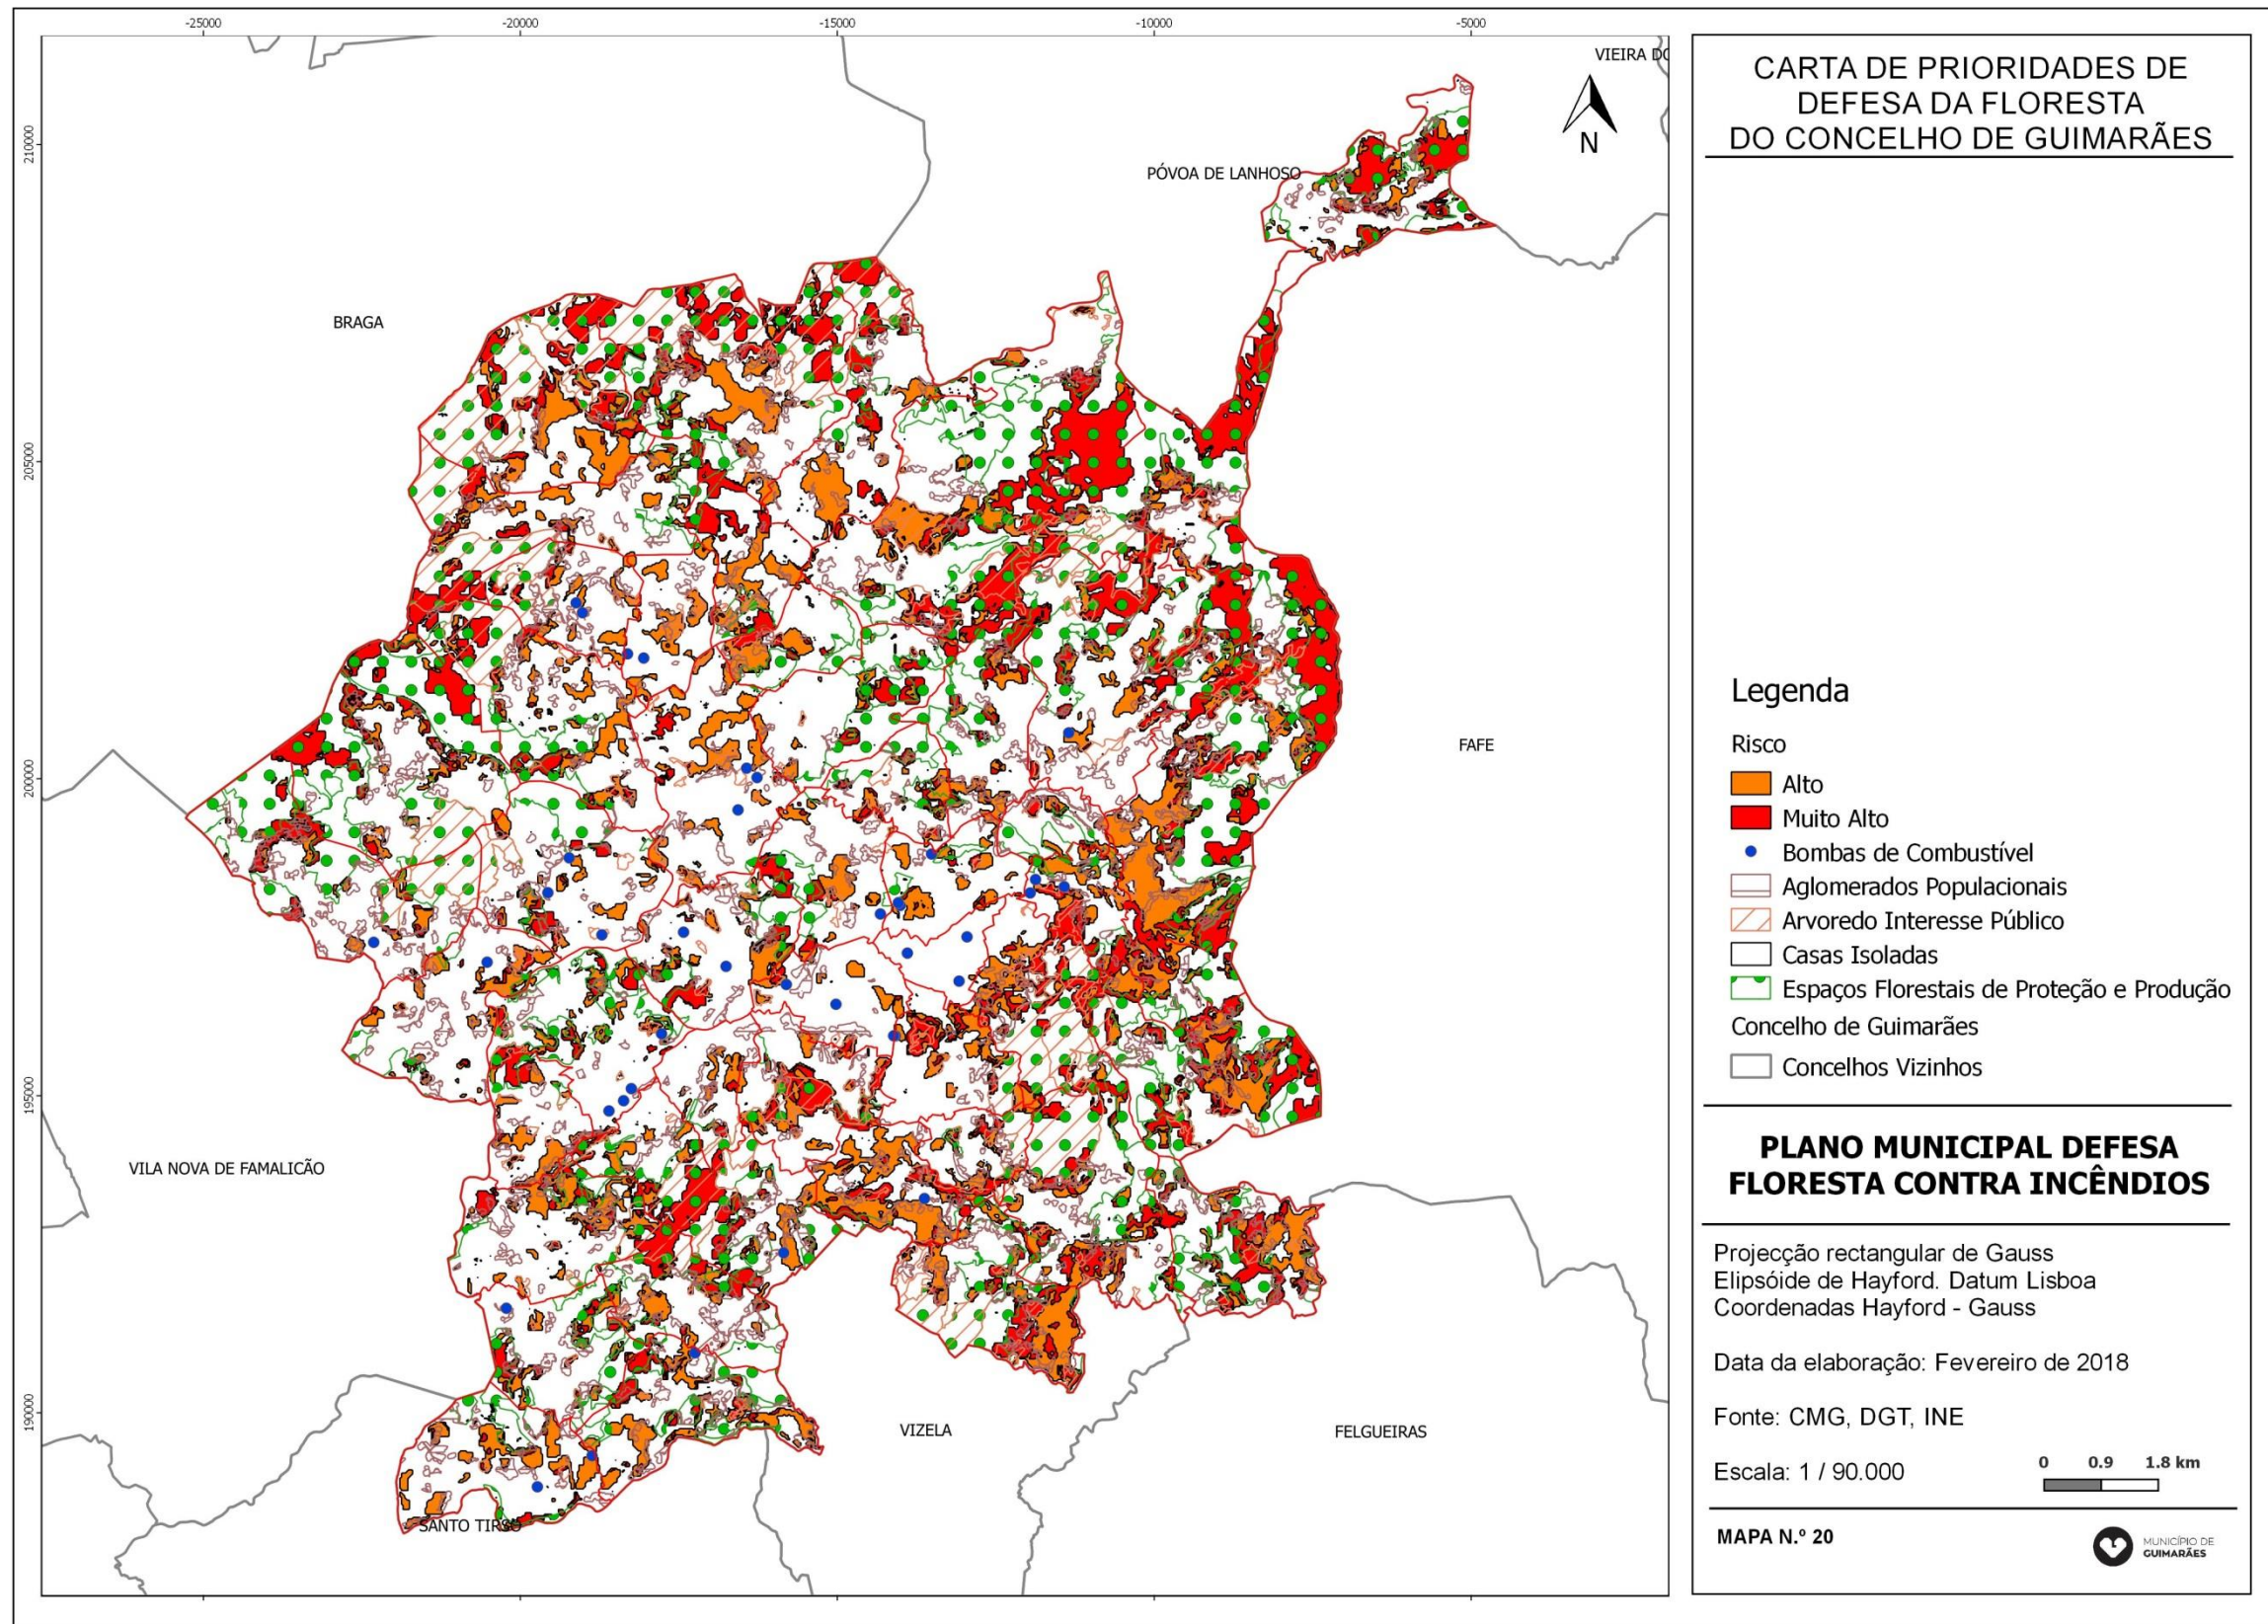 -25000
-20000
-15000
-10000
-5000
210000
205000
200000
195000
190000
VIEIRA DO
N
PÓVOA DE LANHOSO
BRAGA
FAFE
VILA NOVA DE FAMALICÃO
VIZELA
FELGUEIRAS
SANTO TIRSO
CARTA DE PRIORIDADES DE
DEFESA DA FLORESTA
DO CONCELHO DE GUIMARÃES
Legenda
Risco
Alto
Muito Alto
Bombas de Combustível
Aglomerados Populacionais
Arvoredo Interesse Público
Casas Isoladas
Espaços Florestais de Proteção e Produção
Concelho de Guimarães
Concelhos Vizinhos
PLANO MUNICIPAL DEFESA
FLORESTA CONTRA INCÊNDIOS
Projecção rectangular de Gauss
Elipsóide de Hayford. Datum Lisboa
Coordenadas Hayford - Gauss
Data da elaboração: Fevereiro de 2018
Fonte: CMG, DGT, INE
Escala: 1 / 90.000
0 0.9 1.8 km
MAPA N.º 20
MUNICÍPIO DE
GUIMARÃES